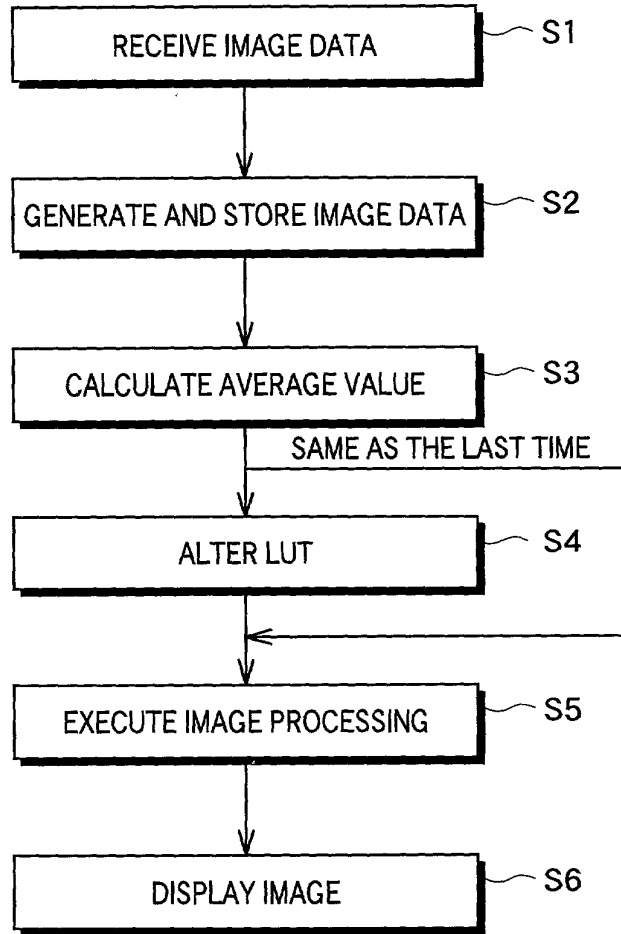 RECEIVE IMAGE DATA S1
GENERATE AND STORE IMAGE DATA S2
CALCULATE AVERAGE VALUE S3
SAME AS THE LAST TIME
ALTER LUT S4
EXECUTE IMAGE PROCESSING S5
DISPLAY IMAGE S6